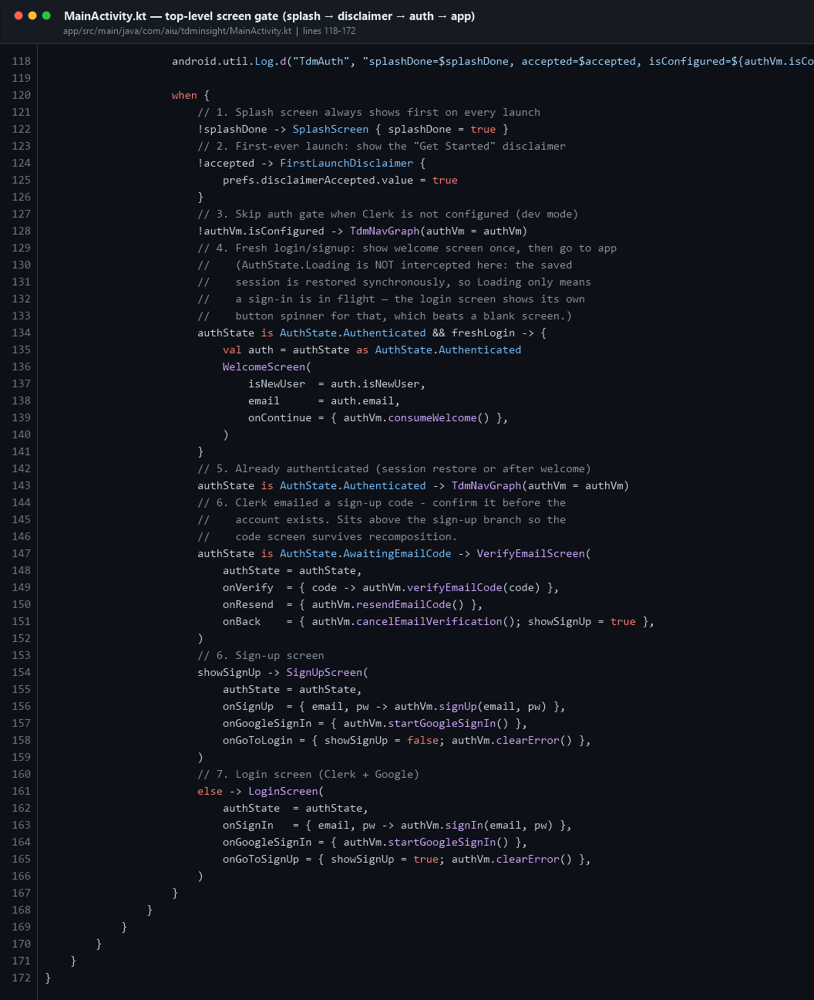 MainActivity.kt — top-level screen gate (splash → disclaimer → auth → app)
app/src/main/java/com/aiu/tdminsight/MainActivity.kt | lines 118-172
118                     android.util.Log.d("TdmAuth", "splashDone=$splashDone, accepted=$accepted, isConfigured=${authVm.isCo
119
120                     when {
121                         // 1. Splash screen always shows first on every launch
122                         !splashDone -> SplashScreen { splashDone = true }
123                         // 2. First-ever launch: show the "Get Started" disclaimer
124                         !accepted -> FirstLaunchDisclaimer {
125                             prefs.disclaimerAccepted.value = true
126                         }
127                         // 3. Skip auth gate when Clerk is not configured (dev mode)
128                         !authVm.isConfigured -> TdmNavGraph(authVm = authVm)
129                         // 4. Fresh login/signup: show welcome screen once, then go to app
130                         //    (AuthState.Loading is NOT intercepted here: the saved
131                         //    session is restored synchronously, so Loading only means
132                         //    a sign-in is in flight — the login screen shows its own
133                         //    button spinner for that, which beats a blank screen.)
134                         authState is AuthState.Authenticated && freshLogin -> {
135                             val auth = authState as AuthState.Authenticated
136                             WelcomeScreen(
137                                 isNewUser  = auth.isNewUser,
138                                 email      = auth.email,
139                                 onContinue = { authVm.consumeWelcome() },
140                             )
141                         }
142                         // 5. Already authenticated (session restore or after welcome)
143                         authState is AuthState.Authenticated -> TdmNavGraph(authVm = authVm)
144                         // 6. Clerk emailed a sign-up code - confirm it before the
145                         //    account exists. Sits above the sign-up branch so the
146                         //    code screen survives recomposition.
147                         authState is AuthState.AwaitingEmailCode -> VerifyEmailScreen(
148                             authState = authState,
149                             onVerify  = { code -> authVm.verifyEmailCode(code) },
150                             onResend  = { authVm.resendEmailCode() },
151                             onBack    = { authVm.cancelEmailVerification(); showSignUp = true },
152                         )
153                         // 6. Sign-up screen
154                         showSignUp -> SignUpScreen(
155                             authState = authState,
156                             onSignUp  = { email, pw -> authVm.signUp(email, pw) },
157                             onGoogleSignIn = { authVm.startGoogleSignIn() },
158                             onGoToLogin = { showSignUp = false; authVm.clearError() },
159                         )
160                         // 7. Login screen (Clerk + Google)
161                         else -> LoginScreen(
162                             authState  = authState,
163                             onSignIn   = { email, pw -> authVm.signIn(email, pw) },
164                             onGoogleSignIn = { authVm.startGoogleSignIn() },
165                             onGoToSignUp = { showSignUp = true; authVm.clearError() },
166                         )
167                     }
168                 }
169             }
170         }
171     }
172 }